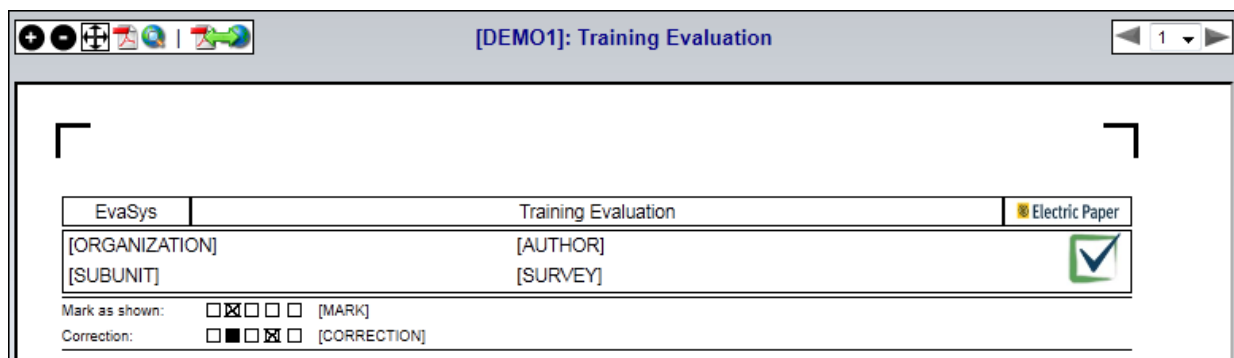 [DEMO1]: Training Evaluation
1
EvaSys Training Evaluation Electric Paper
[ORGANIZATION] [AUTHOR]
[SUBUNIT] [SURVEY]
Mark as shown: [MARK]
Correction: [CORRECTION]